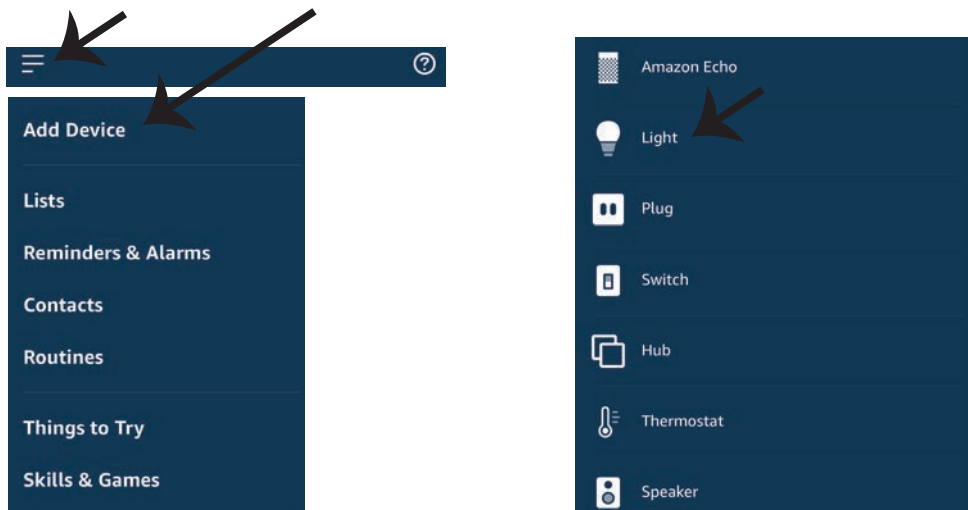 ?
Add Device
Lists
Reminders & Alarms
Contacts
Routines
Things to Try
Skills & Games
Amazon Echo
Light
Plug
Switch
Hub
Thermostat
Speaker